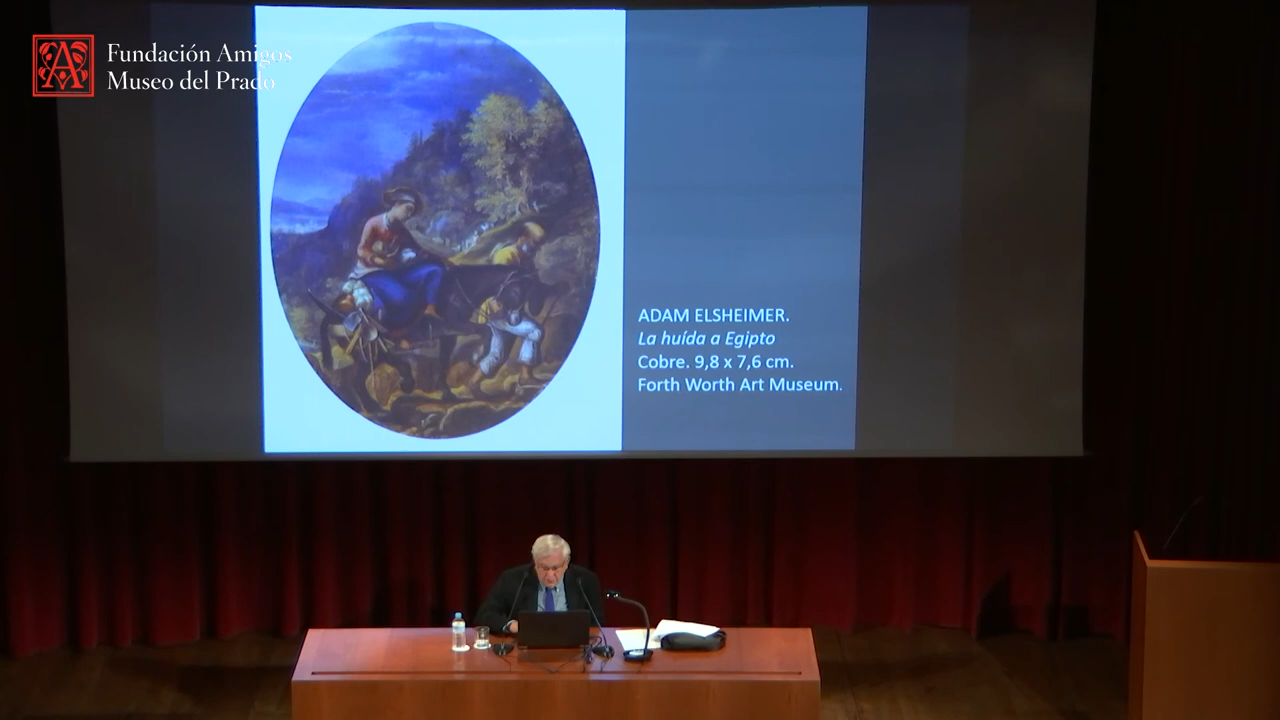 Fundación Amigos
Museo del Prado
ADAM ELSHEIMER.
La huída a Egipto
Cobre. 9,8 x 7,6 cm.
Forth Worth Art Museum.